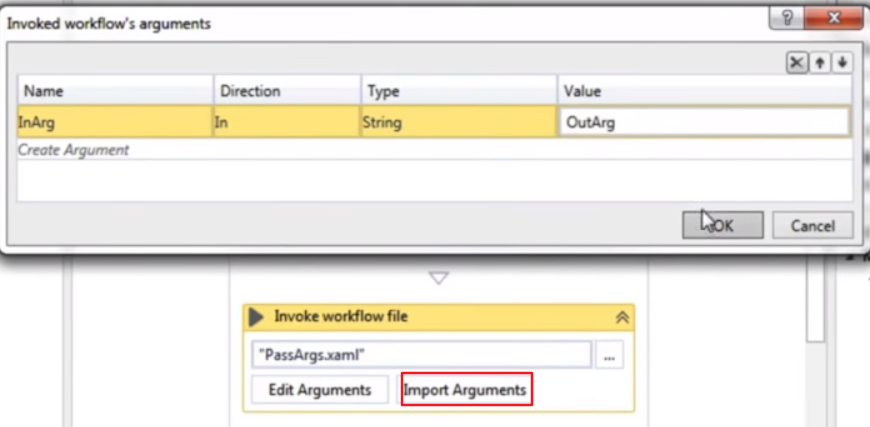 Invoked workflow's arguments
Name Direction Type Value
InArg In String OutArg
Create Argument
OK Cancel
Invoke workflow file
"PassArgs.xaml" ...
Edit Arguments Import Arguments